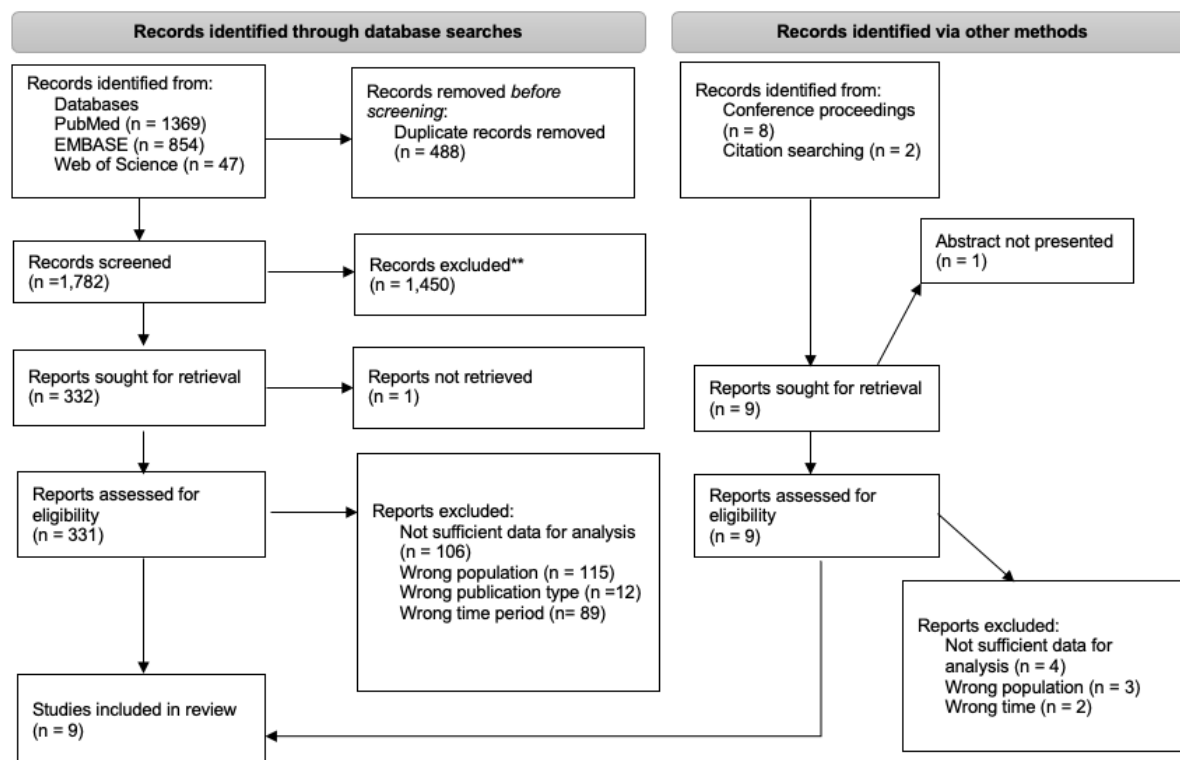 Records identified through database searches
Records identified via other methods
Records identified from:
Databases
PubMed (n = 1369)
EMBASE (n = 854)
Web of Science (n = 47)
Records removed before
screening:
Duplicate records removed
(n = 488)
Records identified from:
Conference proceedings
(n = 8)
Citation searching (n = 2)
Records screened
(n =1,782)
Records excluded**
(n = 1,450)
Abstract not presented
(n = 1)
Reports sought for retrieval
(n = 332)
Reports not retrieved
(n = 1)
Reports sought for retrieval
(n = 9)
Reports assessed for
eligibility
(n = 331)
Reports excluded:
Not sufficient data for analysis
(n = 106)
Wrong population (n = 115)
Wrong publication type (n =12)
Wrong time period (n= 89)
Reports assessed for
eligibility
(n = 9)
Reports excluded:
Not sufficient data for
analysis (n = 4)
Wrong population (n = 3)
Wrong time (n = 2)
Studies included in review
(n = 9)